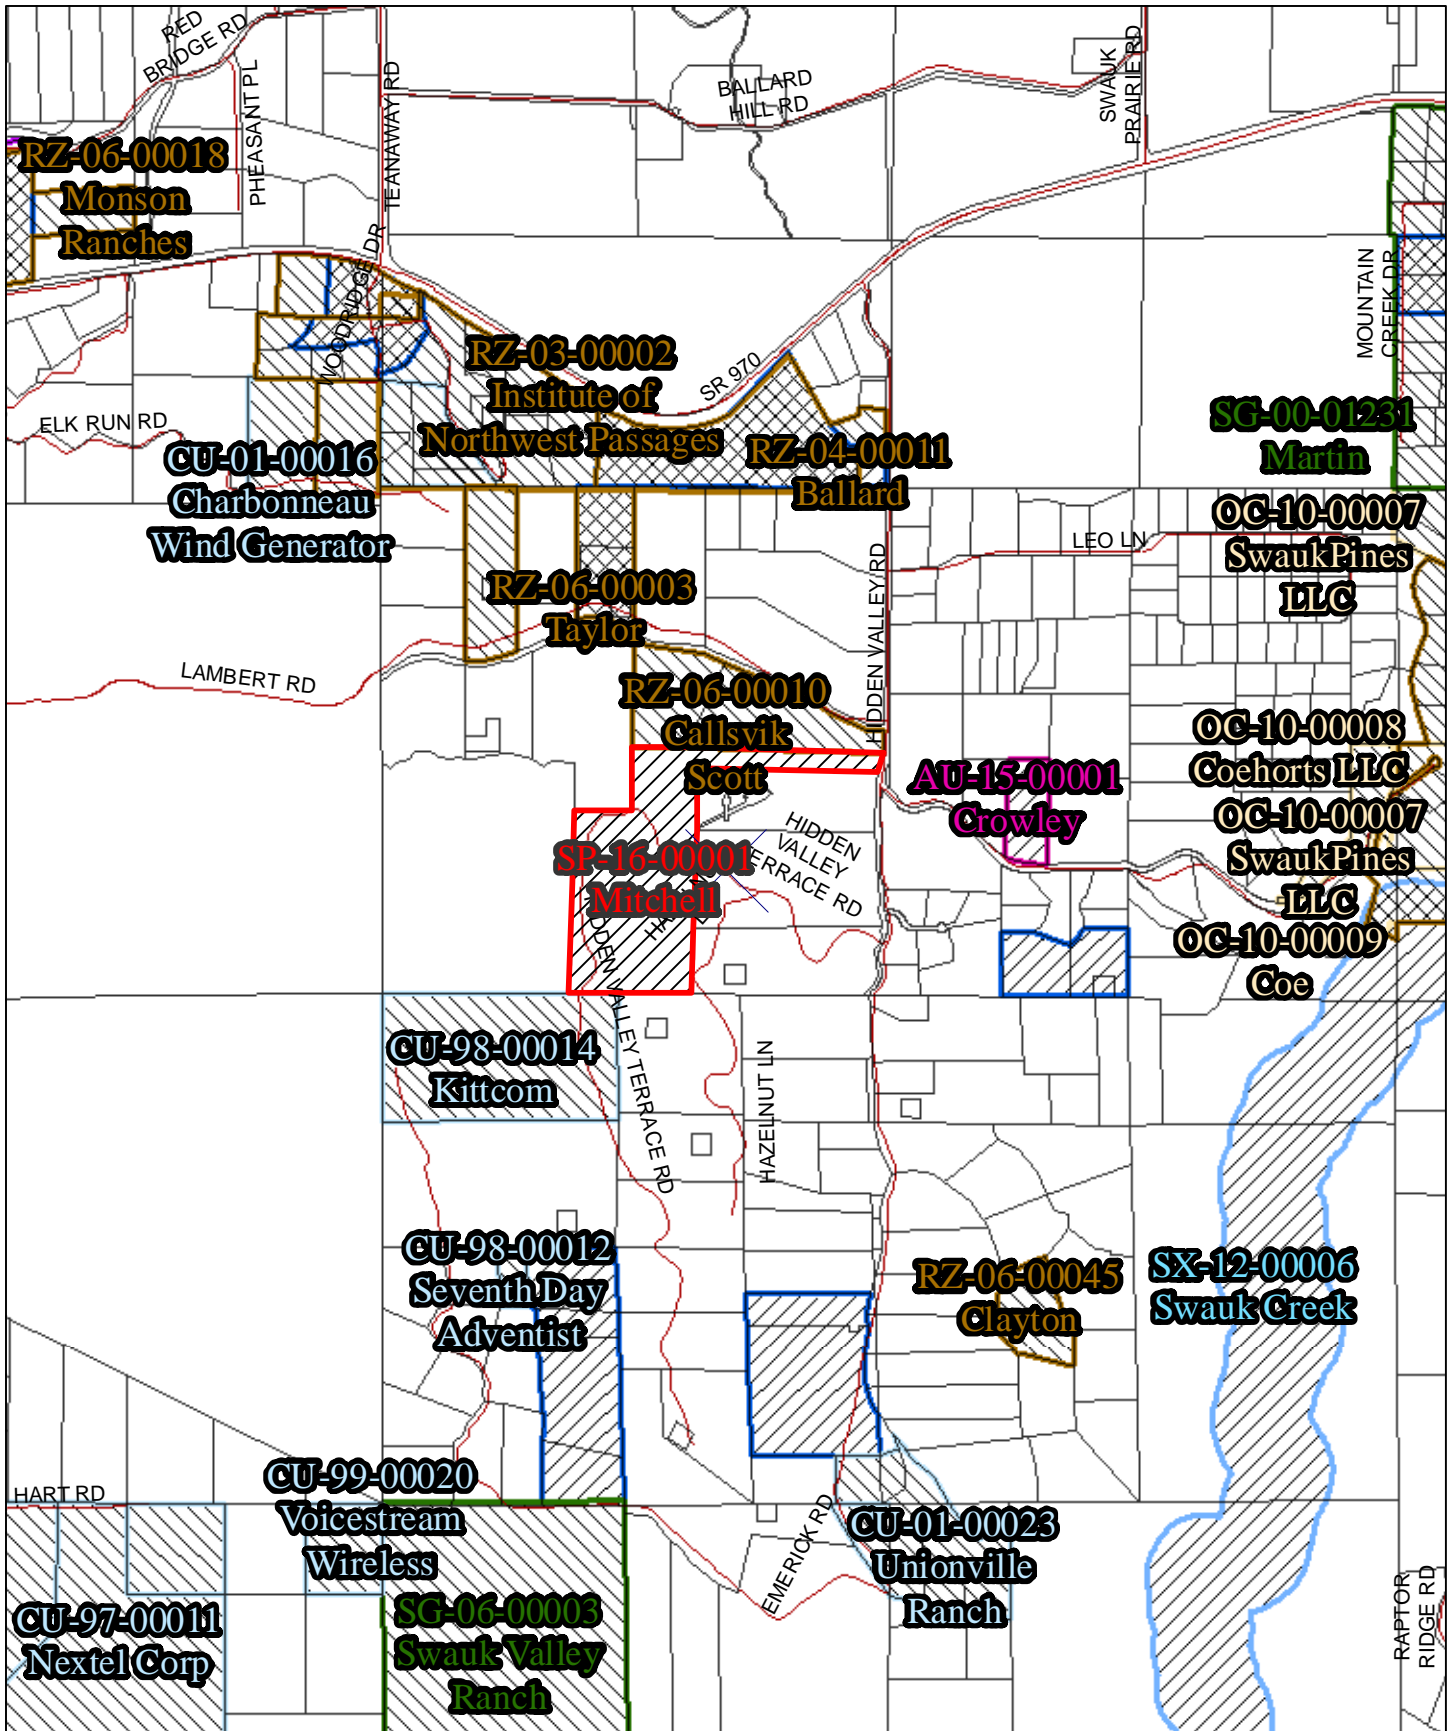 RED
BRIDGE RD
PHEASANT PL
TEANAWAY RD
BALLARD
HILL RD
SWAUK
PRAIRIE RD
RZ-06-00018
Monson
Ranches
WOODRIDGE DR
MOUNTAIN
CREEK DR
RZ-03-00002
Institute of
Northwest Passages
SR 970
ELK RUN RD
CU-01-00016
Charbonneau
Wind Generator
RZ-04-00011
Ballard
SG-00-01231
Martin
OC-10-00007
SwaukPines
LLC
LEO LN
HIDDEN VALLEY RD
RZ-06-00003
Taylor
LAMBERT RD
RZ-06-00010
Callsvik
Scott
OC-10-00008
Coehorts LLC
AU-15-00001
Crowley
OC-10-00007
SwaukPines
LLC
HIDDEN
VALLEY
TERRACE RD
SP-16-00001
Mitchell
OC-10-00009
Coe
HIDDEN VALLEY TERRACE RD
CU-98-00014
Kittcom
HAZELNUT LN
CU-98-00012
Seventh Day
Adventist
RZ-06-00045
Clayton
SX-12-00006
Swauk Creek
HART RD
CU-99-00020
Voicestream
Wireless
EMERICK RD
CU-01-00023
Unionville
Ranch
CU-97-00011
Nextel Corp
SG-06-00003
Swauk Valley
Ranch
RAPTOR
RIDGE RD